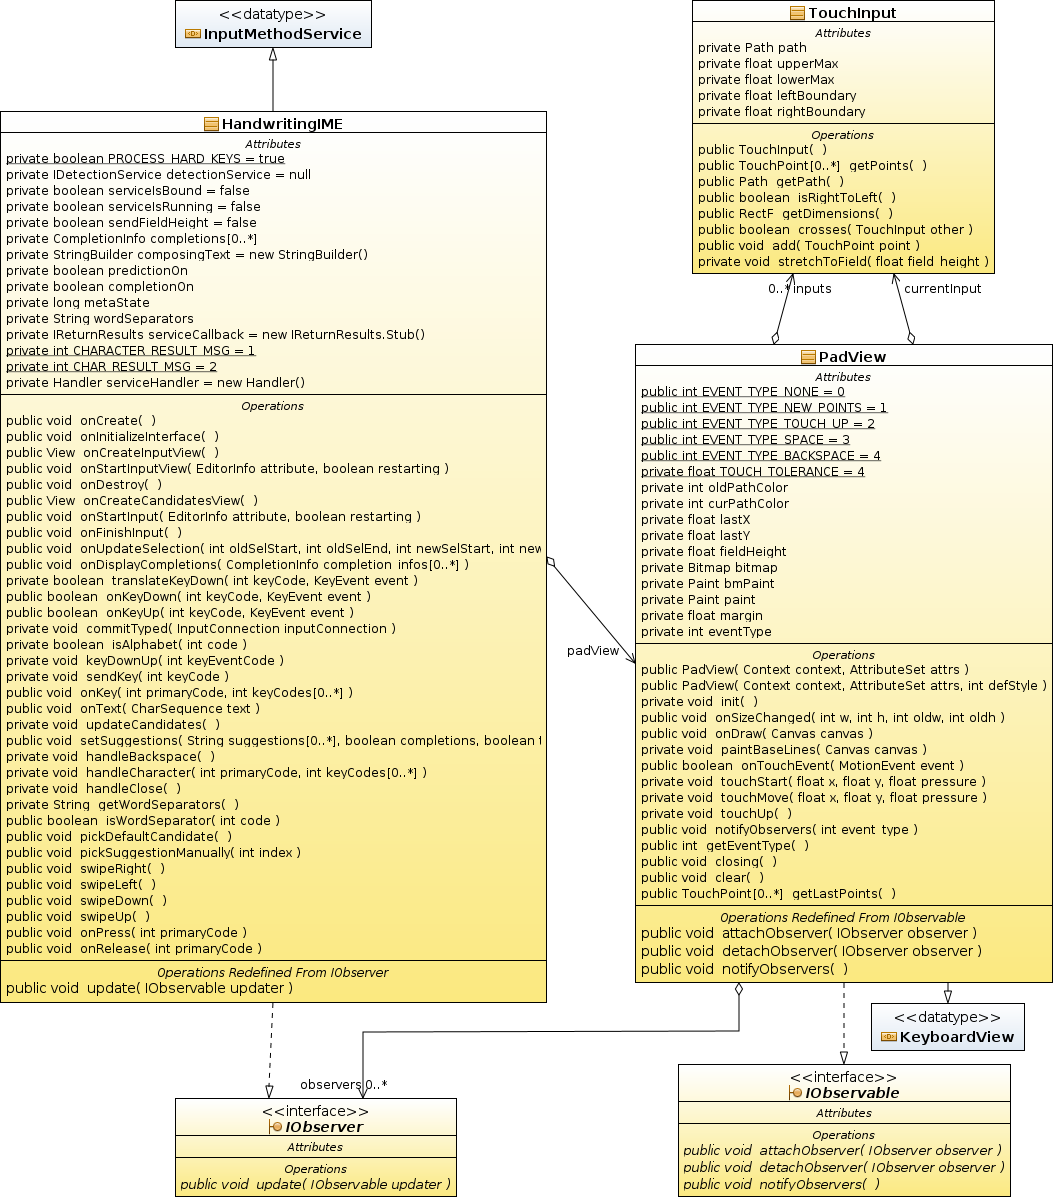 <<datatype>>
InputMethodService
HandwritingIME
Attributes
private boolean PROCESS_HARD_KEYS = true
private IDetectionService detectionService = null
private boolean serviceIsBound = false
private boolean serviceIsRunning = false
private boolean sendFieldHeight = false
private CompletionInfo completions[0..*]
private StringBuilder composingText = new StringBuilder()
private boolean predictionOn
private boolean completionOn
private long metaState
private String wordSeparators
private IReturnResults serviceCallback = new IReturnResults.Stub()
private int CHARACTER_RESULT_MSG = 1
private int CHAR_RESULT_MSG = 2
private Handler serviceHandler = new Handler()
Operations
public void onCreate( )
public void onInitializeInterface( )
public View onCreateInputView( )
public void onStartInputView( EditorInfo attribute, boolean restarting )
public void onDestroy( )
public View onCreateCandidatesView( )
public void onStartInput( EditorInfo attribute, boolean restarting )
public void onFinishInput( )
public void onUpdateSelection( int oldSelStart, int oldSelEnd, int newSelStart, int new
public void onDisplayCompletions( CompletionInfo completion_infos[0..*] )
private boolean translateKeyDown( int keyCode, KeyEvent event )
public boolean onKeyDown( int keyCode, KeyEvent event )
public boolean onKeyUp( int keyCode, KeyEvent event )
private void commitTyped( InputConnection inputConnection )
private boolean isAlphabet( int code )
private void keyDownUp( int keyEventCode )
private void sendKey( int keyCode )
public void onKey( int primaryCode, int keyCodes[0..*] )
public void onText( CharSequence text )
private void updateCandidates( )
public void setSuggestions( String suggestions[0..*], boolean completions, boolean t
private void handleBackspace( )
private void handleCharacter( int primaryCode, int keyCodes[0..*] )
private void handleClose( )
private String getWordSeparators( )
public boolean isWordSeparator( int code )
public void pickDefaultCandidate( )
public void pickSuggestionManually( int index )
public void swipeRight( )
public void swipeLeft( )
public void swipeDown( )
public void swipeUp( )
public void onPress( int primaryCode )
public void onRelease( int primaryCode )
Operations Redefined From IObserver
public void update( IObservable updater )
padView
TouchInput
Attributes
private Path path
private float upperMax
private float lowerMax
private float leftBoundary
private float rightBoundary
Operations
public TouchInput( )
public TouchPoint[0..*] getPoints( )
public Path getPath( )
public boolean isRightToLeft( )
public RectF getDimensions( )
public boolean crosses( TouchInput other )
public void add( TouchPoint point )
private void stretchToField( float field_height )
0..* inputs
currentInput
PadView
Attributes
public int EVENT_TYPE_NONE = 0
public int EVENT_TYPE_NEW_POINTS = 1
public int EVENT_TYPE_TOUCH_UP = 2
public int EVENT_TYPE_SPACE = 3
public int EVENT_TYPE_BACKSPACE = 4
private float TOUCH_TOLERANCE = 4
private int oldPathColor
private int curPathColor
private float lastX
private float lastY
private float fieldHeight
private Bitmap bitmap
private Paint bmPaint
private Paint paint
private float margin
private int eventType
Operations
public PadView( Context context, AttributeSet attrs )
public PadView( Context context, AttributeSet attrs, int defStyle )
private void init( )
public void onSizeChanged( int w, int h, int oldw, int oldh )
public void onDraw( Canvas canvas )
private void paintBaseLines( Canvas canvas )
public boolean onTouchEvent( MotionEvent event )
private void touchStart( float x, float y, float pressure )
private void touchMove( float x, float y, float pressure )
private void touchUp( )
public void notifyObservers( int event_type )
public int getEventType( )
public void closing( )
public void clear( )
public TouchPoint[0..*] getLastPoints( )
Operations Redefined From IObservable
public void attachObserver( IObserver observer )
public void detachObserver( IObserver observer )
public void notifyObservers( )
<<datatype>>
KeyboardView
observers 0..*
<<interface>>
IObserver
Attributes
Operations
public void update( IObservable updater )
<<interface>>
IObservable
Attributes
Operations
public void attachObserver( IObserver observer )
public void detachObserver( IObserver observer )
public void notifyObservers( )